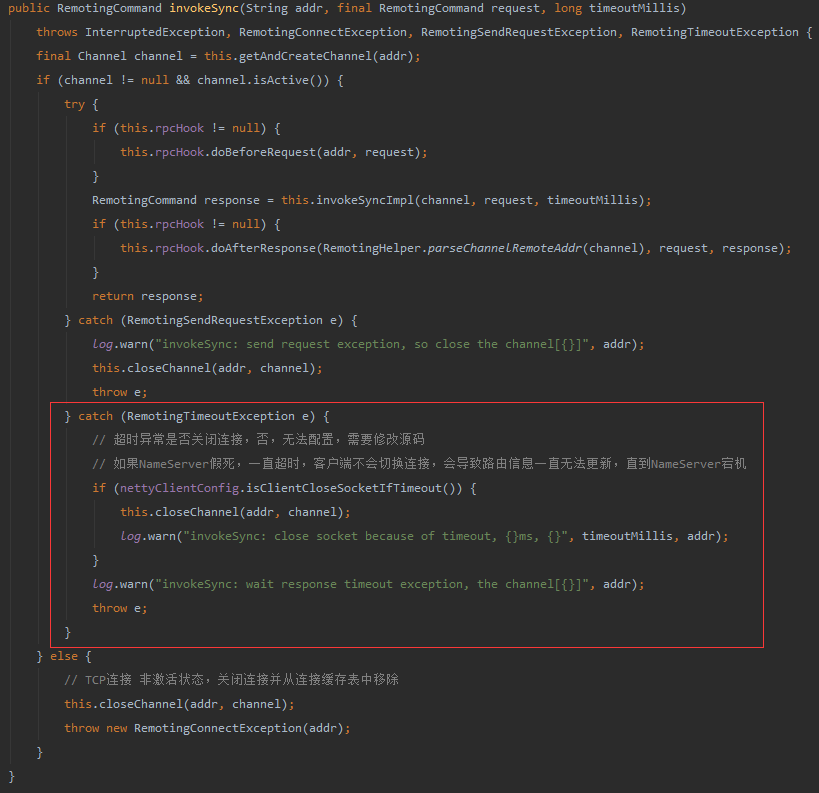 public RemotingCommand invokeSync(String addr, final RemotingCommand request, long timeoutMillis)
    throws InterruptedException, RemotingConnectException, RemotingSendRequestException, RemotingTimeoutException {
    final Channel channel = this.getAndCreateChannel(addr);
    if (channel != null && channel.isActive()) {
        try {
            if (this.rpcHook != null) {
                this.rpcHook.doBeforeRequest(addr, request);
            }
            RemotingCommand response = this.invokeSyncImpl(channel, request, timeoutMillis);
            if (this.rpcHook != null) {
                this.rpcHook.doAfterResponse(RemotingHelper.parseChannelRemoteAddr(channel), request, response);
            }
            return response;
        } catch (RemotingSendRequestException e) {
            log.warn("invokeSync: send request exception, so close the channel[{}]", addr);
            this.closeChannel(addr, channel);
            throw e;
        } catch (RemotingTimeoutException e) {
            // 超时异常是否关闭连接，否，无法配置，需要修改源码
            // 如果NameServer假死，一直超时，客户端不会切换连接，会导致路由信息一直无法更新，直到NameServer宕机
            if (nettyClientConfig.isClientCloseSocketIfTimeout()) {
                this.closeChannel(addr, channel);
                log.warn("invokeSync: close socket because of timeout, {}ms, {}", timeoutMillis, addr);
            }
            log.warn("invokeSync: wait response timeout exception, the channel[{}]", addr);
            throw e;
        }
    } else {
        // TCP连接 非激活状态，关闭连接并从连接缓存表中移除
        this.closeChannel(addr, channel);
        throw new RemotingConnectException(addr);
    }
}